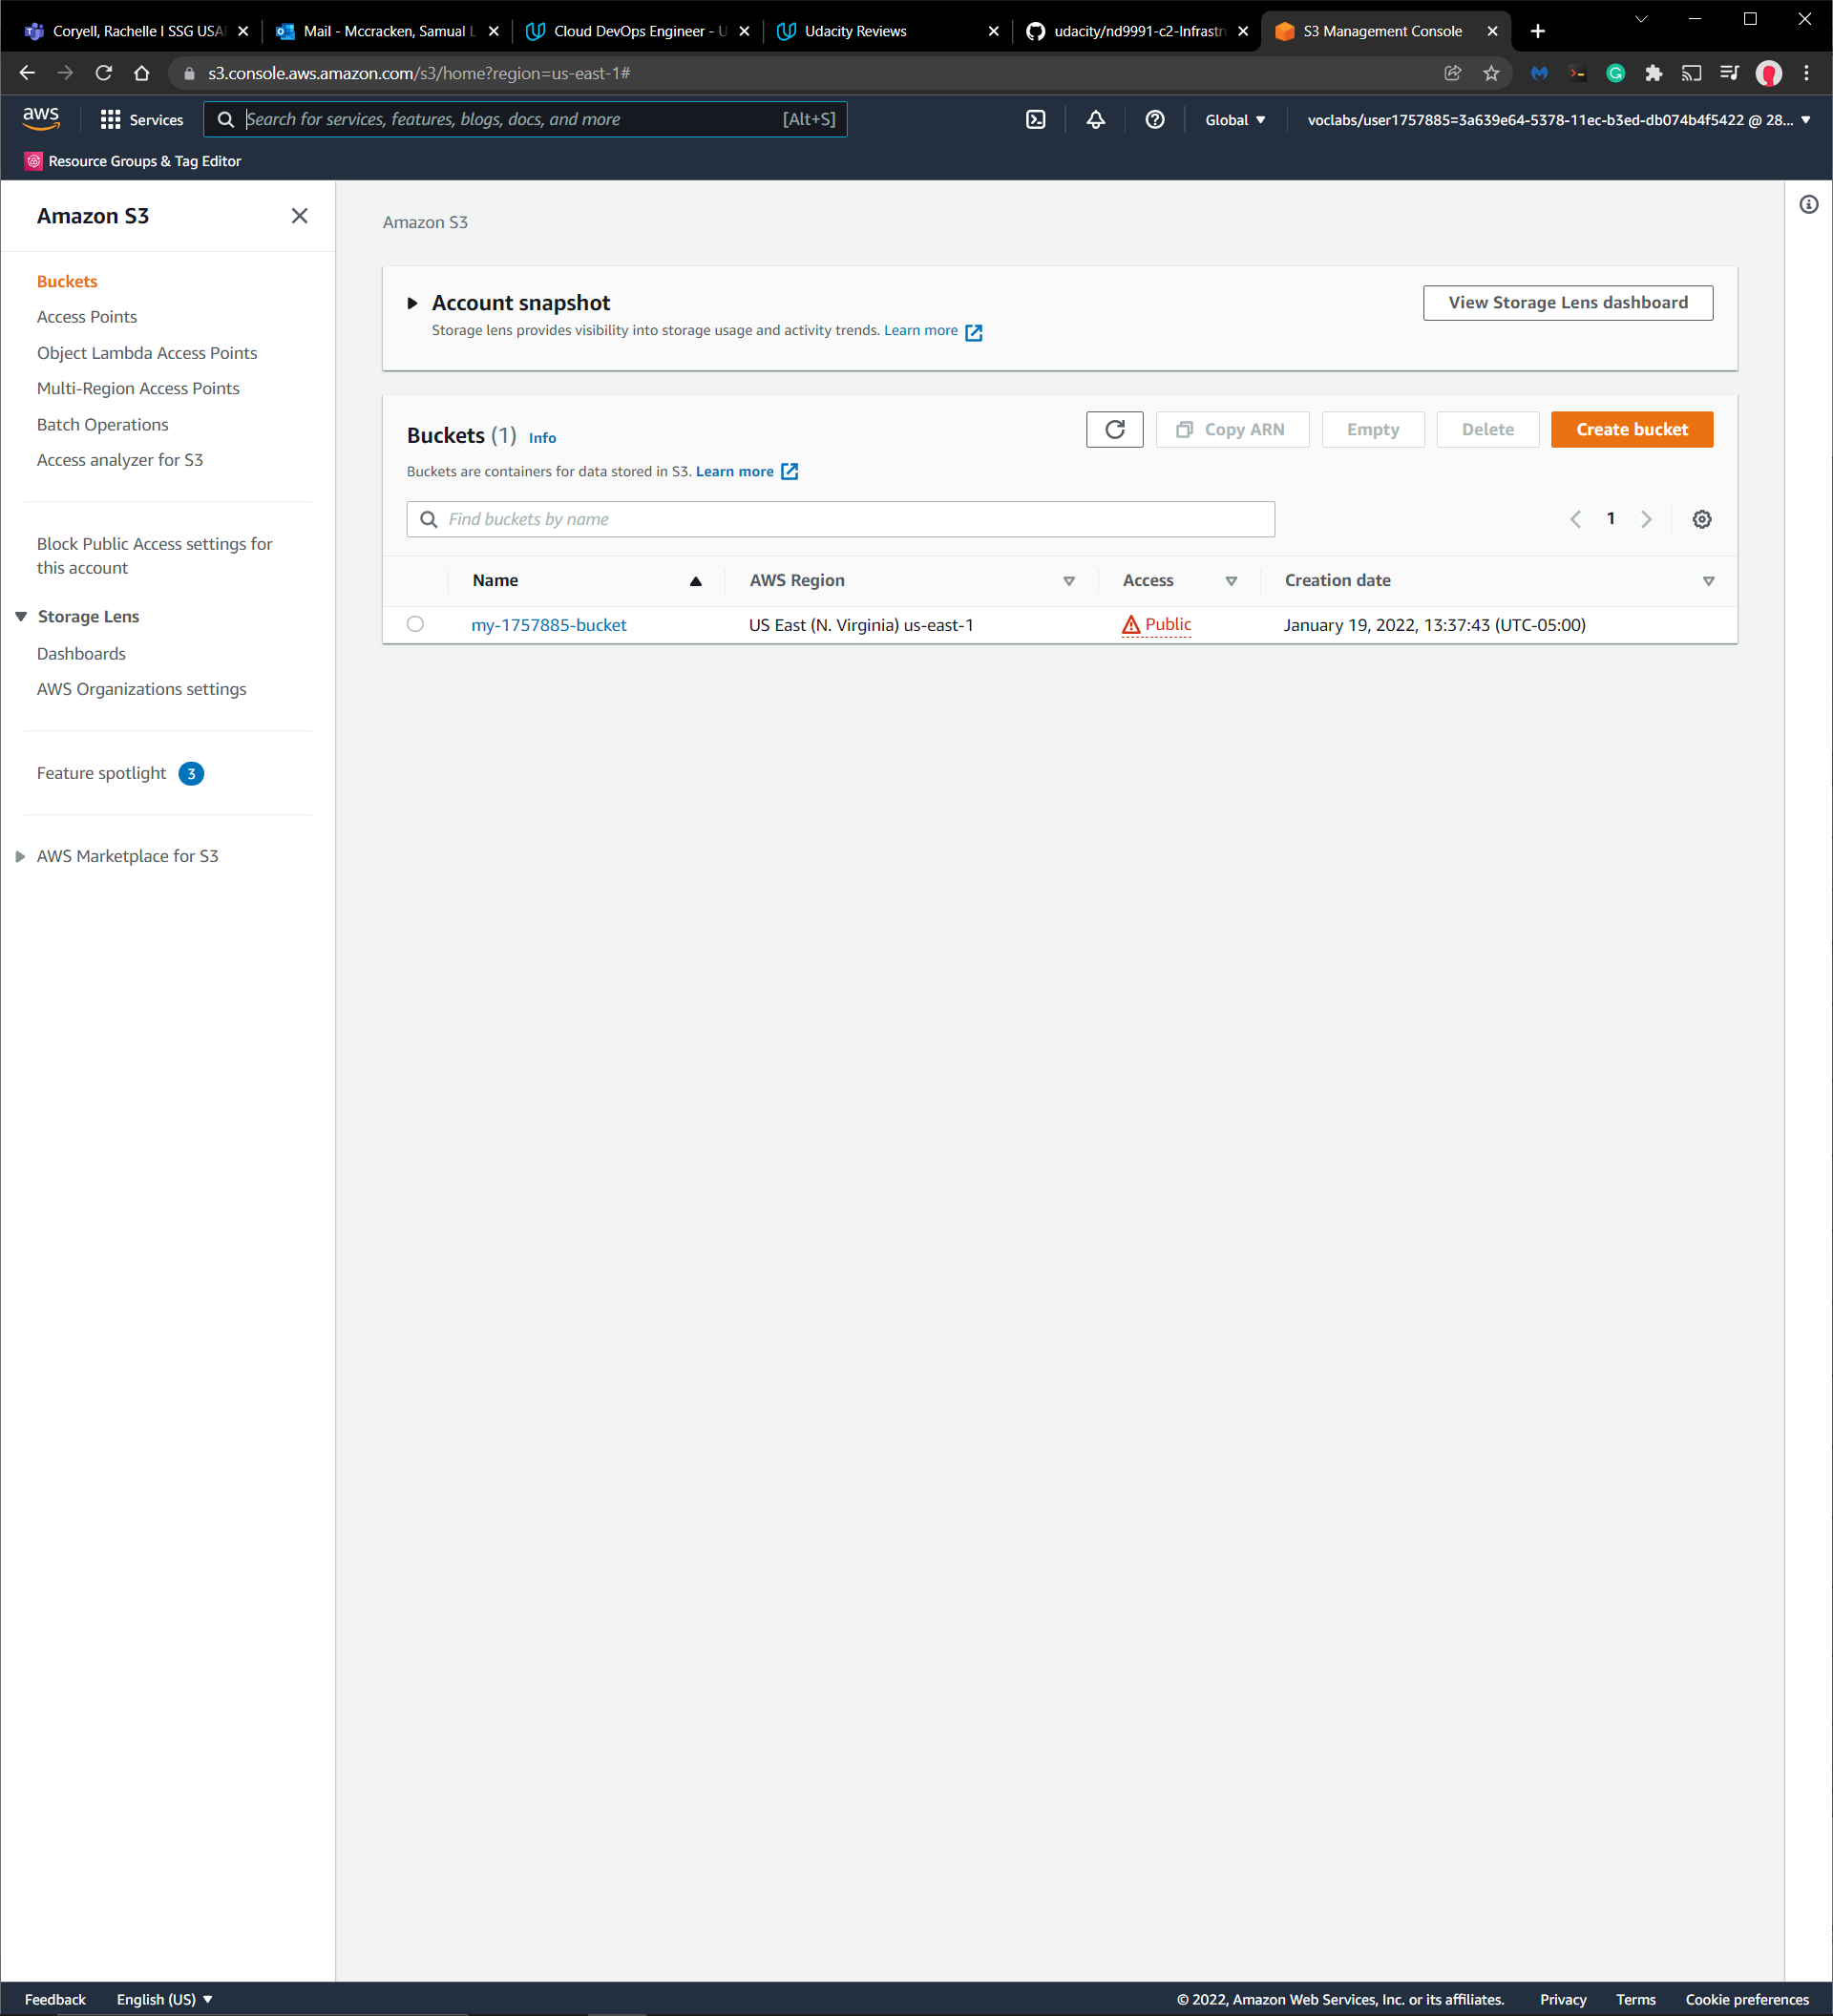 Coryell, Rachelle I SSG USA
Mail - Mccracken, Samual L
Cloud DevOps Engineer - U
Udacity Reviews
udacity/nd9991-c2-Infrastru
S3 Management Console
s3.console.aws.amazon.com/s3/home?region=us-east-1#
aws
Services
Search for services, features, blogs, docs, and more
[Alt+S]
Global
voclabs/user1757885=3a639e64-5378-11ec-b3ed-db074b4f5422 @ 28...
Resource Groups & Tag Editor
Amazon S3
Buckets
Access Points
Object Lambda Access Points
Multi-Region Access Points
Batch Operations
Access analyzer for S3
Block Public Access settings for
this account
Storage Lens
Dashboards
AWS Organizations settings
Feature spotlight 3
AWS Marketplace for S3
Amazon S3
Account snapshot
View Storage Lens dashboard
Storage lens provides visibility into storage usage and activity trends. Learn more
Buckets (1) Info
Copy ARN
Empty
Delete
Create bucket
Buckets are containers for data stored in S3. Learn more
Find buckets by name
1
Name AWS Region Access Creation date
my-1757885-bucket US East (N. Virginia) us-east-1 Public January 19, 2022, 13:37:43 (UTC-05:00)
Feedback English (US) © 2022, Amazon Web Services, Inc. or its affiliates. Privacy Terms Cookie preferences